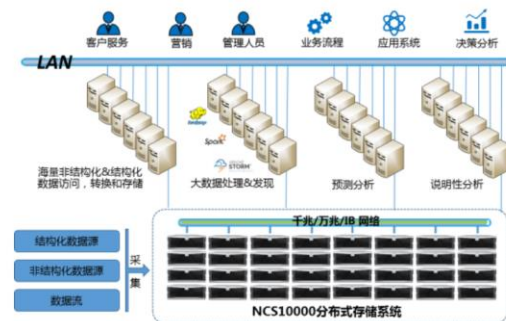 客户服务
营销
管理人员
业务流程
应用系统
决策分析
LAN
hadoop
Spark
STORM
海量非结构化&结构化
数据访问，转换和存储
大数据处理&发现
预测分析
说明性分析
千兆/万兆/IB 网络
结构化数据源
非结构化数据源
数据流
采
集
NCS10000分布式存储系统